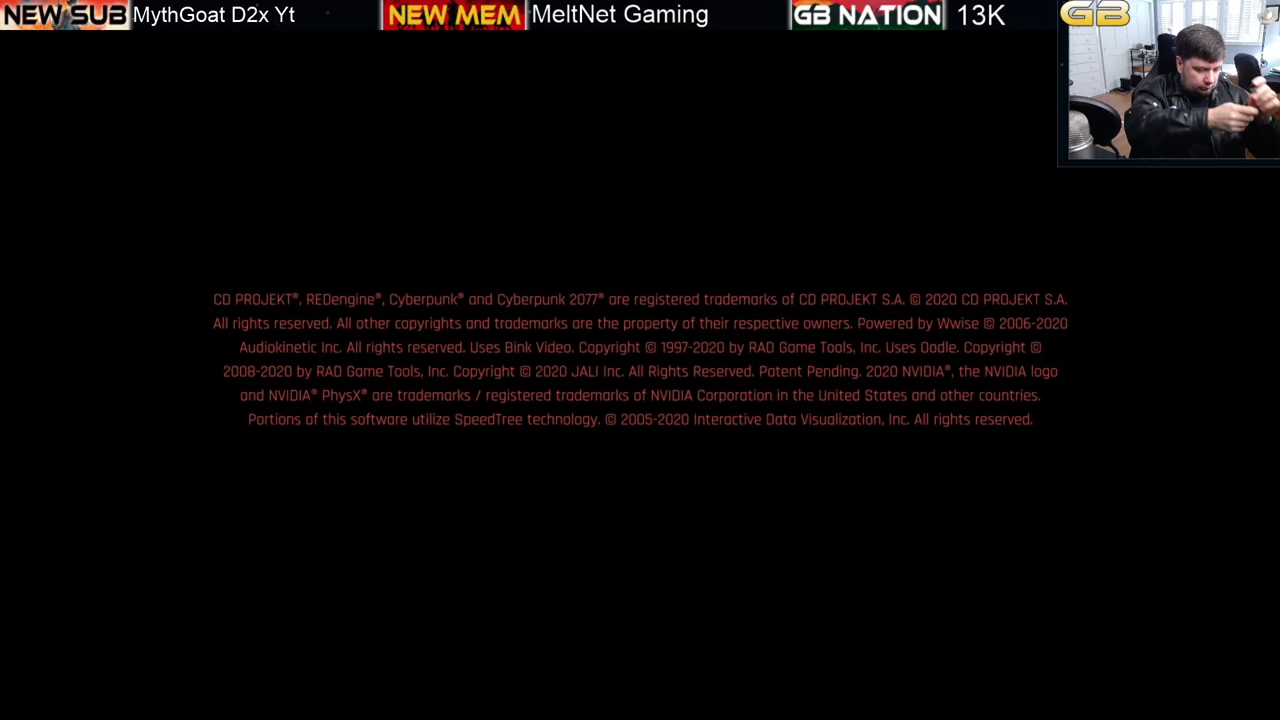 NEW SUB MythGoat D2x Yt NEW MEM MeltNet Gaming GB NATION 13K GB
CD PROJEKT®, REDengine®, Cyberpunk® and Cyberpunk 2077® are registered trademarks of CD PROJEKT S.A. © 2020 CD PROJEKT S.A.
All rights reserved. All other copyrights and trademarks are the property of their respective owners. Powered by Wwise © 2006-2020
Audiokinetic Inc. All rights reserved. Uses Bink Video. Copyright © 1997-2020 by RAD Game Tools, Inc. Uses Oodle. Copyright ©
2008-2020 by RAD Game Tools, Inc. Copyright © 2020 JALI Inc. All Rights Reserved. Patent Pending. 2020 NVIDIA®, the NVIDIA logo
and NVIDIA® PhysX® are trademarks / registered trademarks of NVIDIA Corporation in the United States and other countries.
Portions of this software utilize SpeedTree technology. © 2005-2020 Interactive Data Visualization, Inc. All rights reserved.